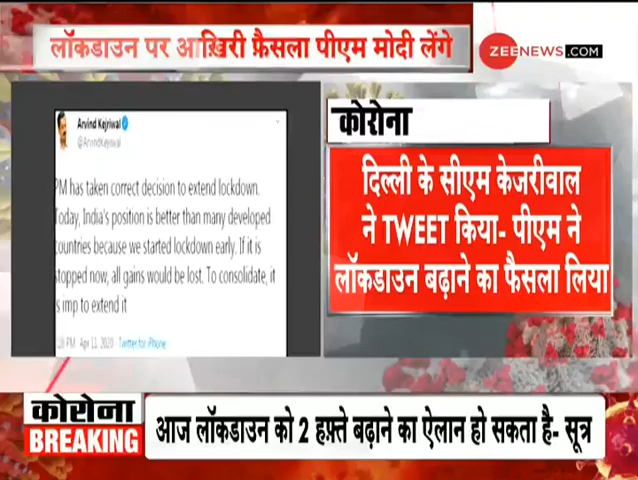 लॉकडाउन पर आख़िरी फ़ैसला पीएम मोदी लेंगे
ZEENEWS.COM
Arvind Kejriwal
@ArvindKejriwal
PM has taken correct decision to extend lockdown.
Today, India's position is better than many developed
countries because we started lockdown early. If it is
stopped now, all gains would be lost. To consolidate, it
is imp to extend it
PM Apr 11, 2020 Twitter for iPhone
कोरोना
दिल्ली के सीएम केजरीवाल
ने TWEET किया- पीएम ने
लॉकडाउन बढ़ाने का फैसला लिया
कोरोना
BREAKING
आज लॉकडाउन को 2 हफ़्ते बढ़ाने का ऐलान हो सकता है- सूत्र